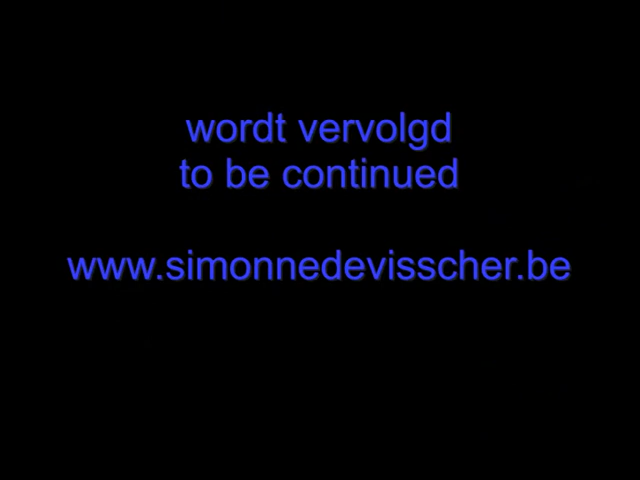 wordt vervolgd
to be continued
www.simonnedevisscher.be